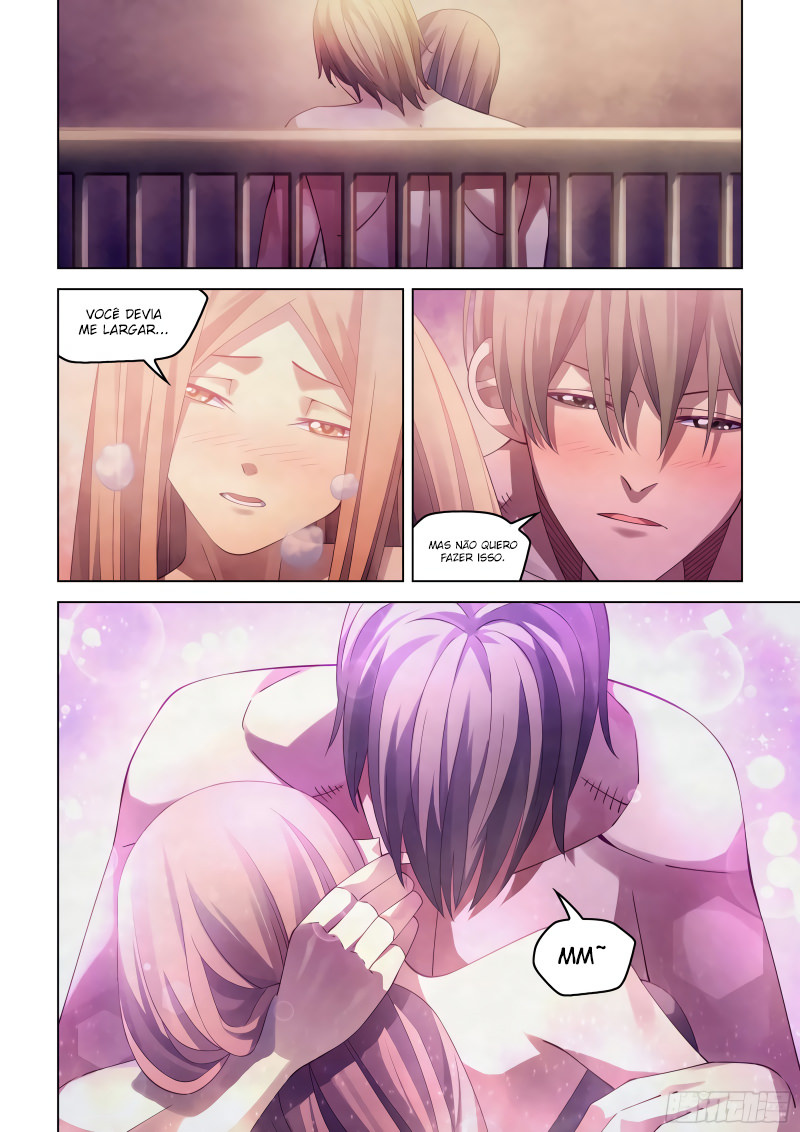 VOCÊ DEVIA
ME LARGAR...
MAS NÃO QUERO
FAZER ISSO.
MM~